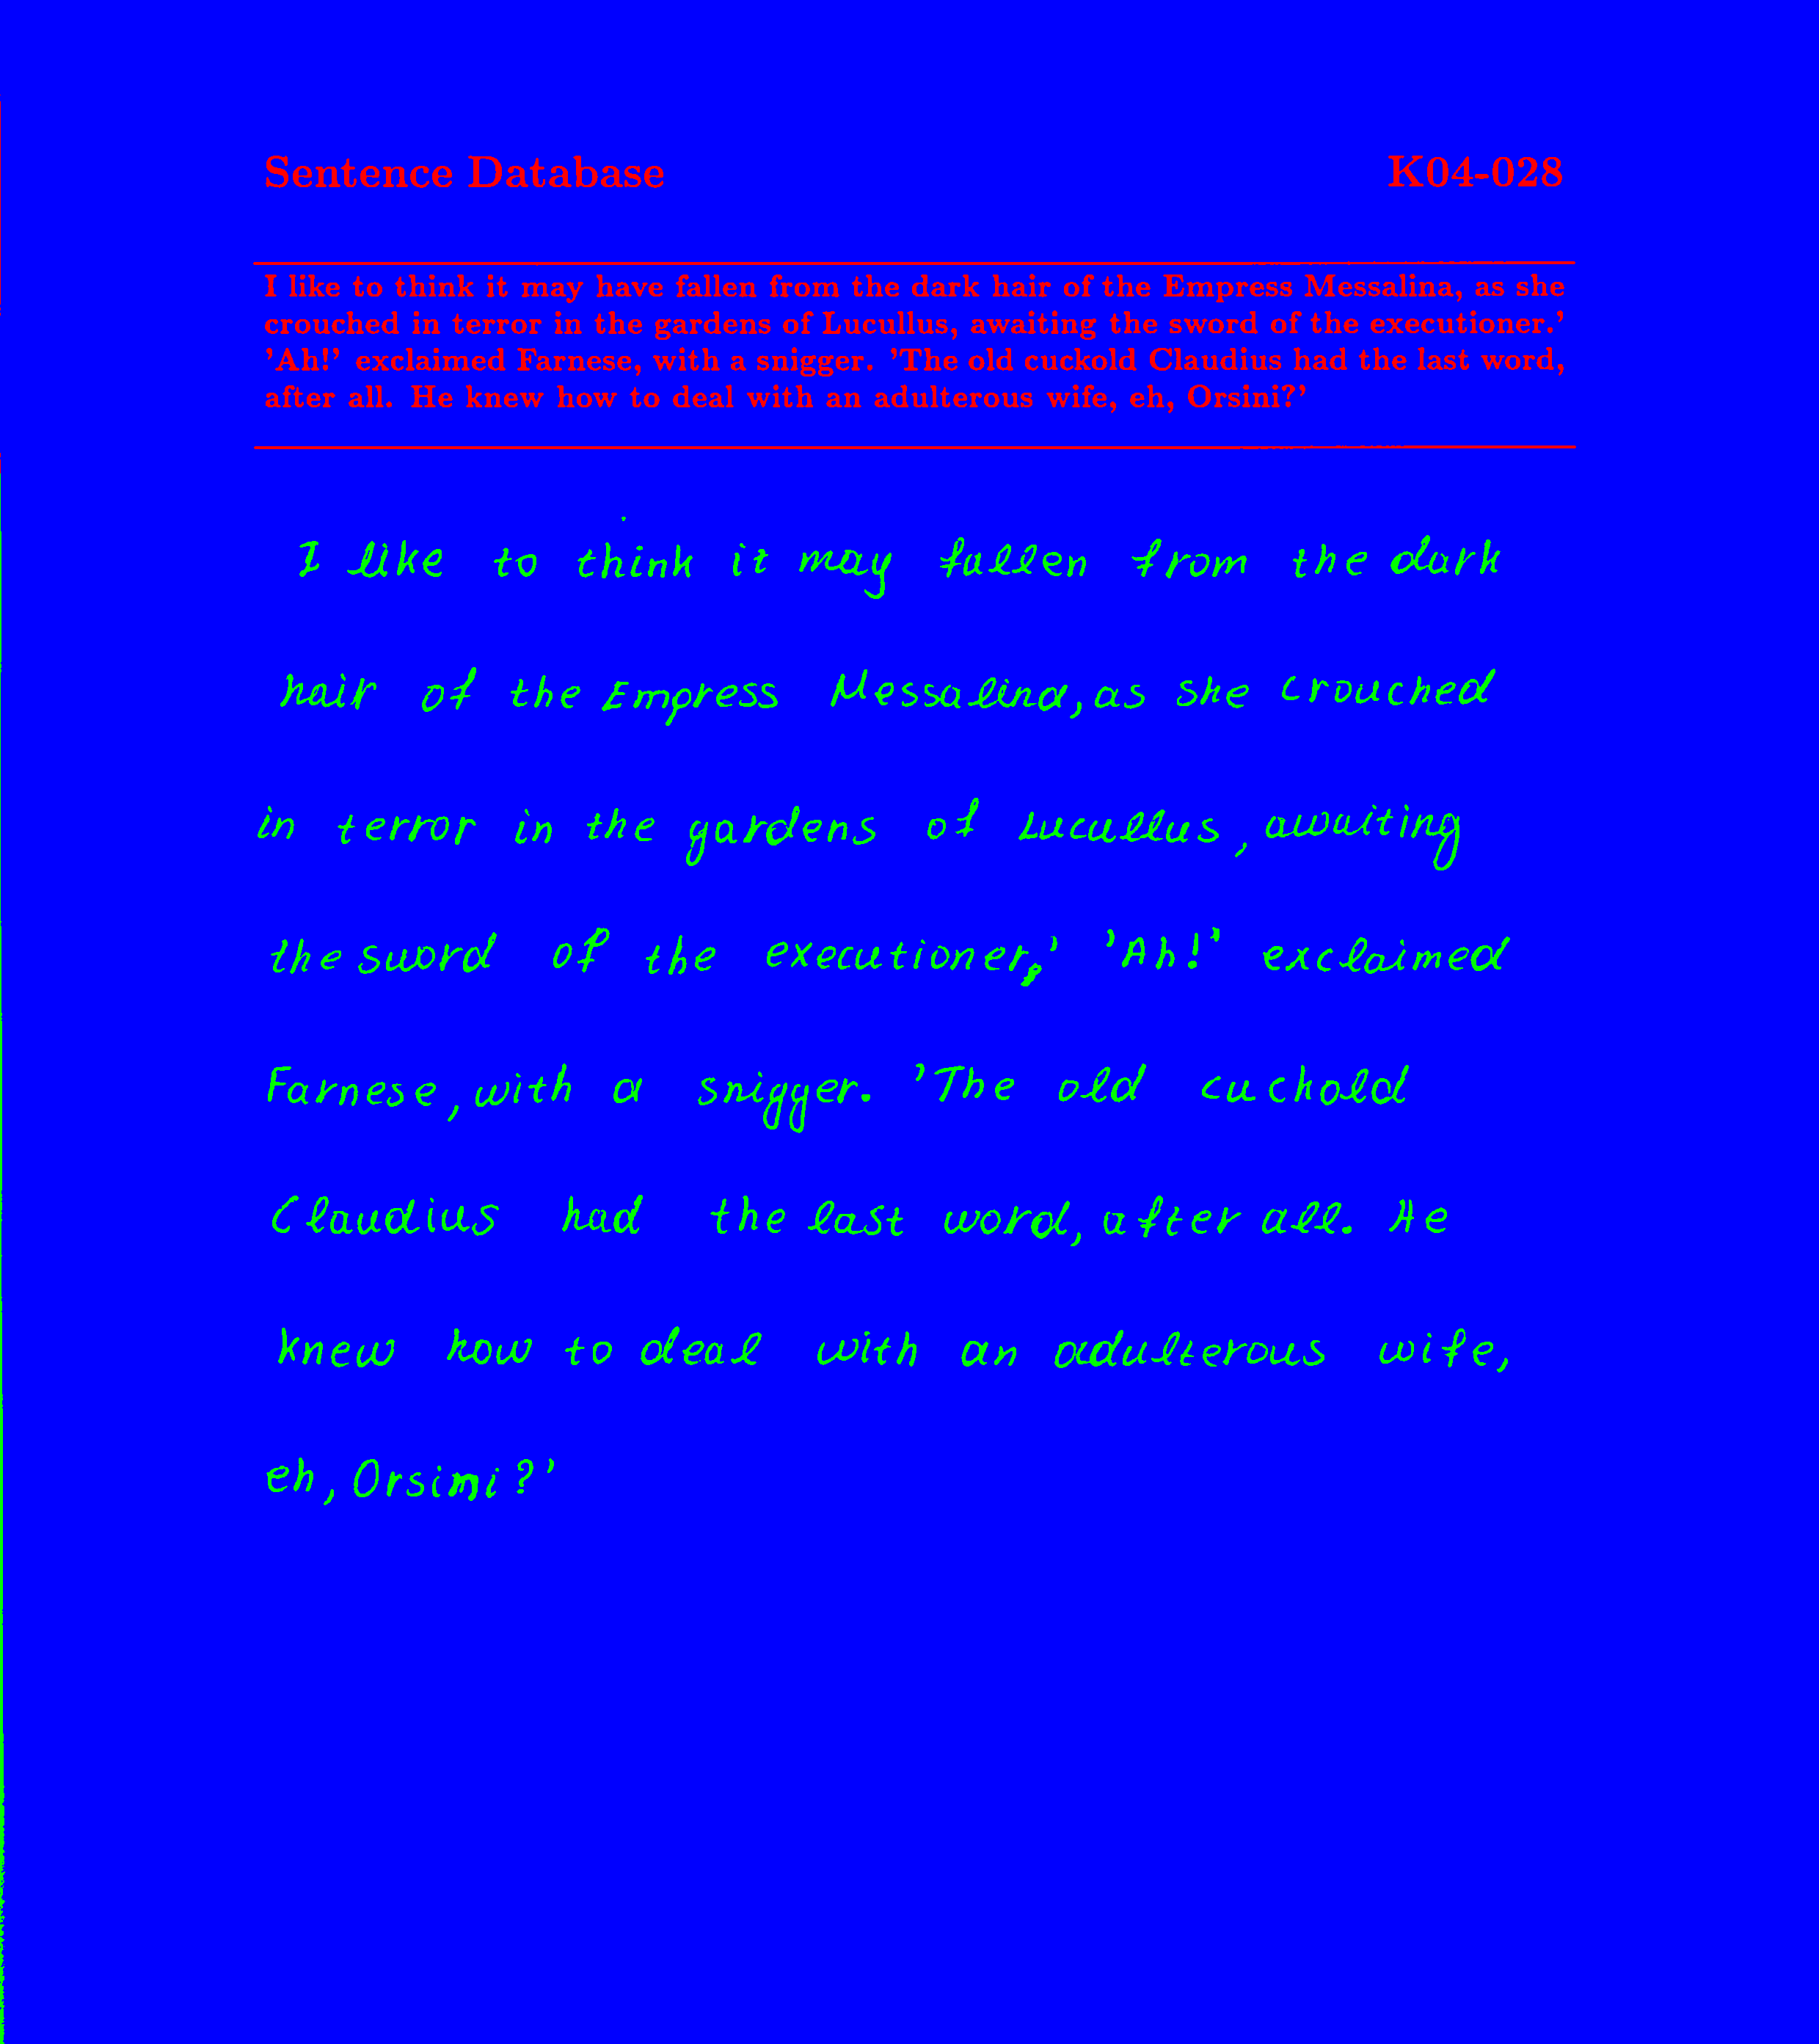 Sentence Database K04-028
I like to think it may have fallen from the dark hair of the Empress Messalina, as she
crouched in terror in the gardens of Lucullus, awaiting the sword of the executioner.'
'Ah!' exclaimed Farnese, with a snigger. 'The old cuckold Claudius had the last word,
after all. He knew how to deal with an adulterous wife, eh, Orsini?'
I like to think it may fallen from the dark
hair of the Empress Messalina, as she crouched
in terror in the gardens of Lucullus, awaiting
the sword of the executioner,' 'Ah!' exclaimed
Farnese, with a snigger. 'The old cuckold
Claudius had the last word, after all. He
knew how to deal with an adulterous wife,
eh, Orsini?'